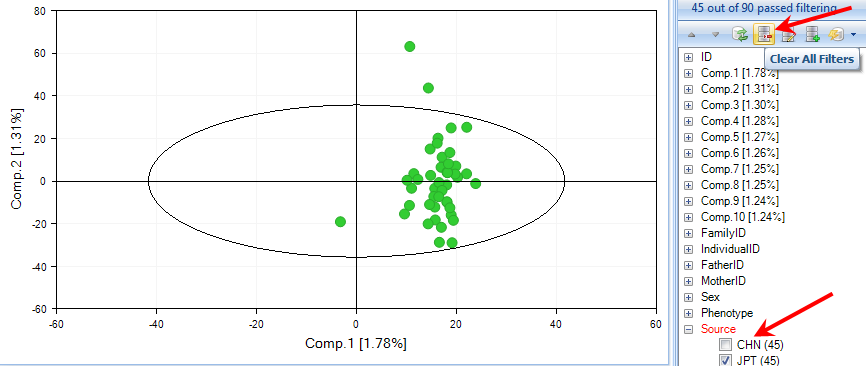 45 out of 90 passed filtering
Clear All Filters
ID
Comp.1 [1.78%]
Comp.2 [1.31%]
Comp.3 [1.30%]
Comp.4 [1.28%]
Comp.5 [1.27%]
Comp.6 [1.26%]
Comp.7 [1.25%]
Comp.8 [1.25%]
Comp.9 [1.24%]
Comp.10 [1.24%]
FamilyID
IndividualID
FatherID
MotherID
Sex
Phenotype
Source
CHN (45)
JPT (45)
Comp.2 [1.31%]
80
60
40
20
0
-20
-40
-60
-60 -40 -20 0 20 40 60
Comp.1 [1.78%]